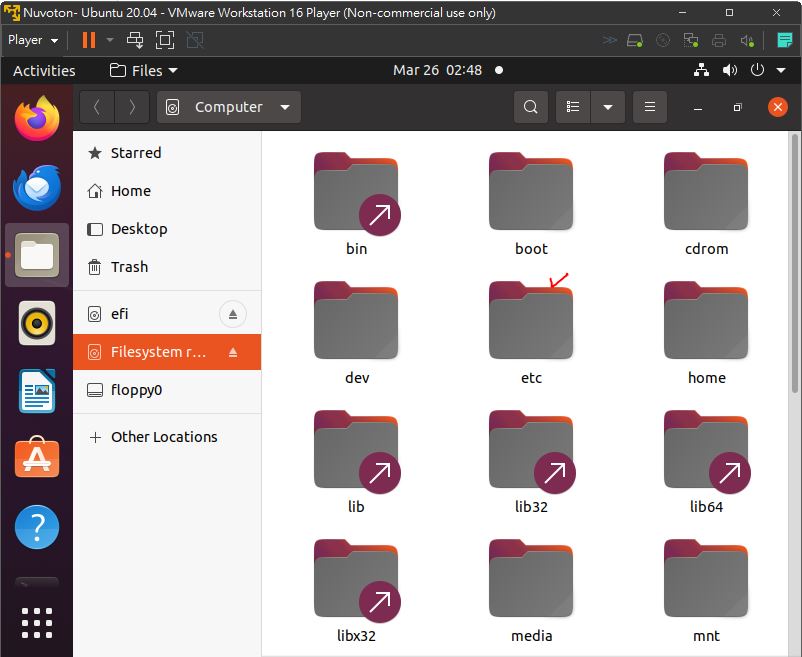 Nuvoton- Ubuntu 20.04 - VMware Workstation 16 Player (Non-commercial use only)
Player
Activities
Files
Mar 26 02:48
Computer
Starred
Home
Desktop
Trash
efi
Filesystem r...
floppy0
Other Locations
bin
boot
cdrom
dev
etc
home
lib
lib32
lib64
libx32
media
mnt